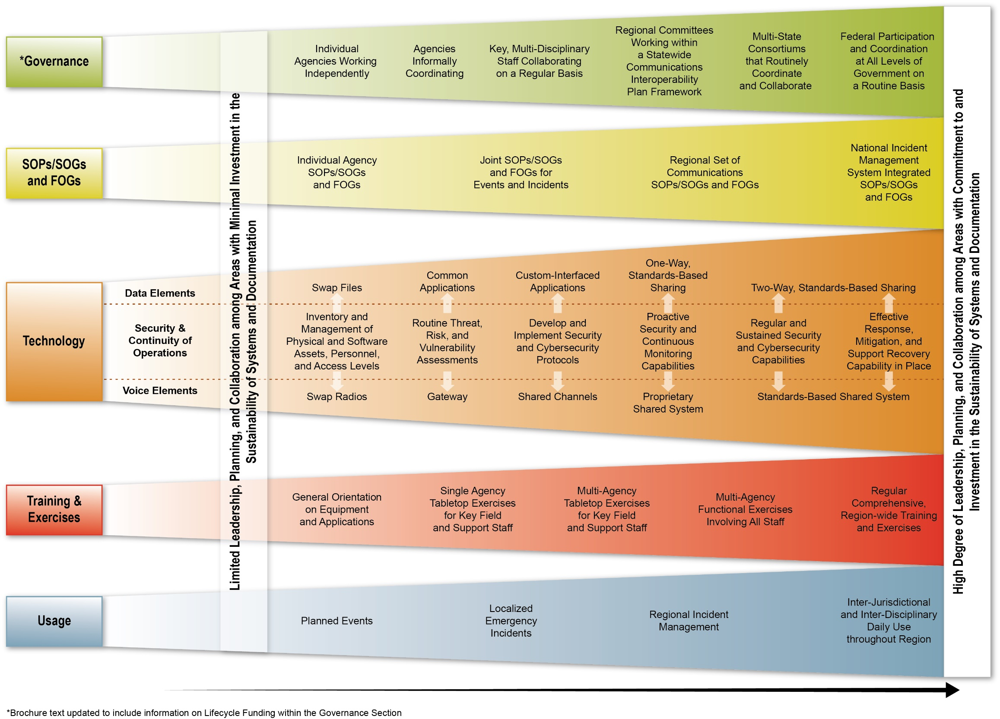 *Governance
Individual
Agencies Working
Independently
Agencies
Informally
Coordinating
Key, Multi-Disciplinary
Staff Collaborating
on a Regular Basis
Regional Committees
Working within
a Statewide
Communications
Interoperability
Plan Framework
Multi-State
Consortiums
that Routinely
Coordinate
and Collaborate
Federal Participation
and Coordination
at All Levels of
Government on
a Routine Basis
SOPs/SOGs
and FOGs
Individual Agency
SOPs/SOGs
and FOGs
Joint SOPs/SOGs
and FOGs for
Events and Incidents
Regional Set of
Communications
SOPs/SOGs and FOGs
National Incident
Management
System Integrated
SOPs/SOGs
and FOGs
Technology
Data Elements
Swap Files
Common
Applications
Custom-Interfaced
Applications
One-Way,
Standards-Based
Sharing
Two-Way, Standards-Based Sharing
Security &
Continuity of
Operations
Inventory and
Management of
Physical and Software
Assets, Personnel,
and Access Levels
Routine Threat,
Risk, and
Vulnerability
Assessments
Develop and
Implement Security
and Cybersecurity
Protocols
Proactive
Security and
Continuous
Monitoring
Capabilities
Regular and
Sustained Security
and Cybersecurity
Capabilities
Effective
Response,
Mitigation, and
Support Recovery
Capability in Place
Voice Elements
Swap Radios
Gateway
Shared Channels
Proprietary
Shared System
Standards-Based Shared System
Training &
Exercises
General Orientation
on Equipment
and Applications
Single Agency
Tabletop Exercises
for Key Field
and Support Staff
Multi-Agency
Tabletop Exercises
for Key Field
and Support Staff
Multi-Agency
Functional Exercises
Involving All Staff
Regular
Comprehensive,
Region-wide Training
and Exercises
Usage
Planned Events
Localized
Emergency
Incidents
Regional Incident
Management
Inter-Jurisdictional
and Inter-Disciplinary
Daily Use
throughout Region
Limited Leadership, Planning, and Collaboration among Areas with Minimal Investment in the
Sustainability of Systems and Documentation
High Degree of Leadership, Planning, and Collaboration among Areas with Commitment to and
Investment in the Sustainability of Systems and Documentation
*Brochure text updated to include information on Lifecycle Funding within the Governance Section